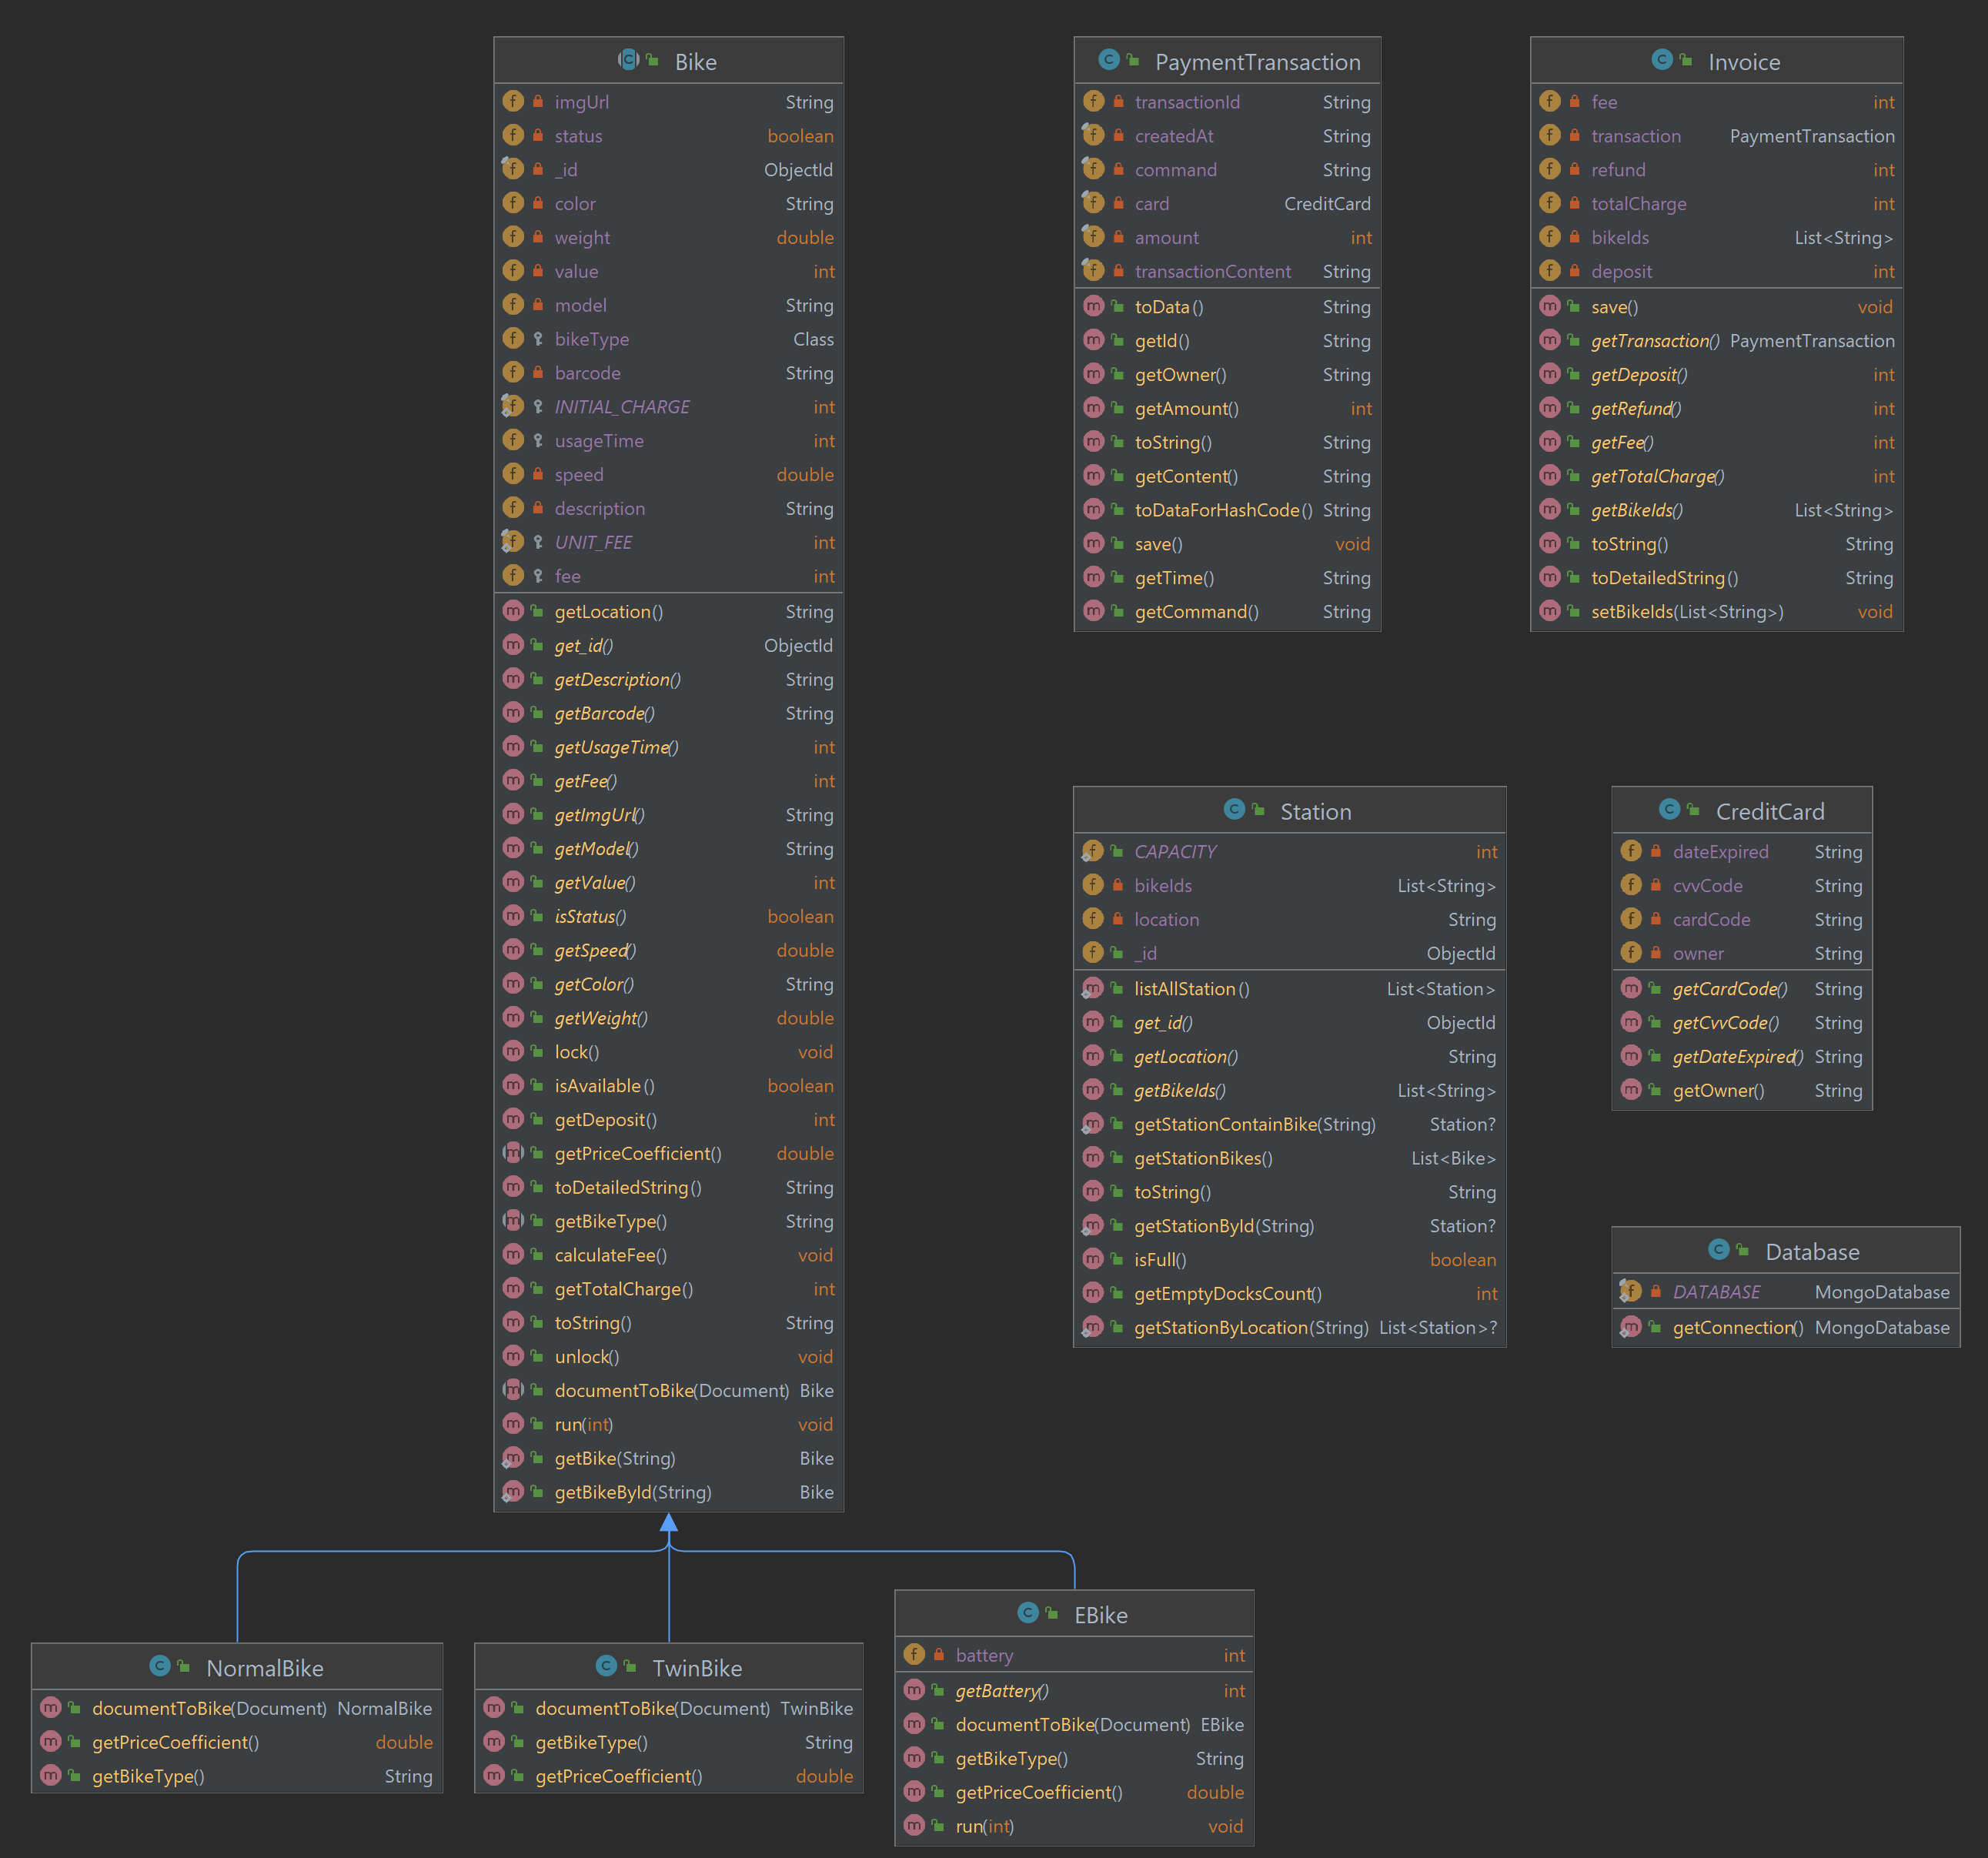 Bike
imgUrl String
status boolean
_id ObjectId
color String
weight double
value int
model String
bikeType Class
barcode String
INITIAL_CHARGE int
usageTime int
speed double
description String
UNIT_FEE int
fee int
getLocation() String
get_id() ObjectId
getDescription() String
getBarcode() String
getUsageTime() int
getFee() int
getImgUrl() String
getModel() String
getValue() int
isStatus() boolean
getSpeed() double
getColor() String
getWeight() double
lock() void
isAvailable() boolean
getDeposit() int
getPriceCoefficient() double
toDetailedString() String
getBikeType() String
calculateFee() void
getTotalCharge() int
toString() String
unlock() void
documentToBike(Document) Bike
run(int) void
getBike(String) Bike
getBikeById(String) Bike
PaymentTransaction
transactionId String
createdAt String
command String
card CreditCard
amount int
transactionContent String
toData() String
getId() String
getOwner() String
getAmount() int
toString() String
getContent() String
toDataForHashCode() String
save() void
getTime() String
getCommand() String
Invoice
fee int
transaction PaymentTransaction
refund int
totalCharge int
bikeIds List<String>
deposit int
save() void
getTransaction() PaymentTransaction
getDeposit() int
getRefund() int
getFee() int
getTotalCharge() int
getBikeIds() List<String>
toString() String
toDetailedString() String
setBikeIds(List<String>) void
Station
CAPACITY int
bikeIds List<String>
location String
_id ObjectId
listAllStation() List<Station>
get_id() ObjectId
getLocation() String
getBikeIds() List<String>
getStationContainBike(String) Station?
getStationBikes() List<Bike>
toString() String
getStationById(String) Station?
isFull() boolean
getEmptyDocksCount() int
getStationByLocation(String) List<Station>?
CreditCard
dateExpired String
cvvCode String
cardCode String
owner String
getCardCode() String
getCvvCode() String
getDateExpired() String
getOwner() String
Database
DATABASE MongoDatabase
getConnection() MongoDatabase
NormalBike
documentToBike(Document) NormalBike
getPriceCoefficient() double
getBikeType() String
TwinBike
documentToBike(Document) TwinBike
getBikeType() String
getPriceCoefficient() double
EBike
battery int
getBattery() int
documentToBike(Document) EBike
getBikeType() String
getPriceCoefficient() double
run(int) void